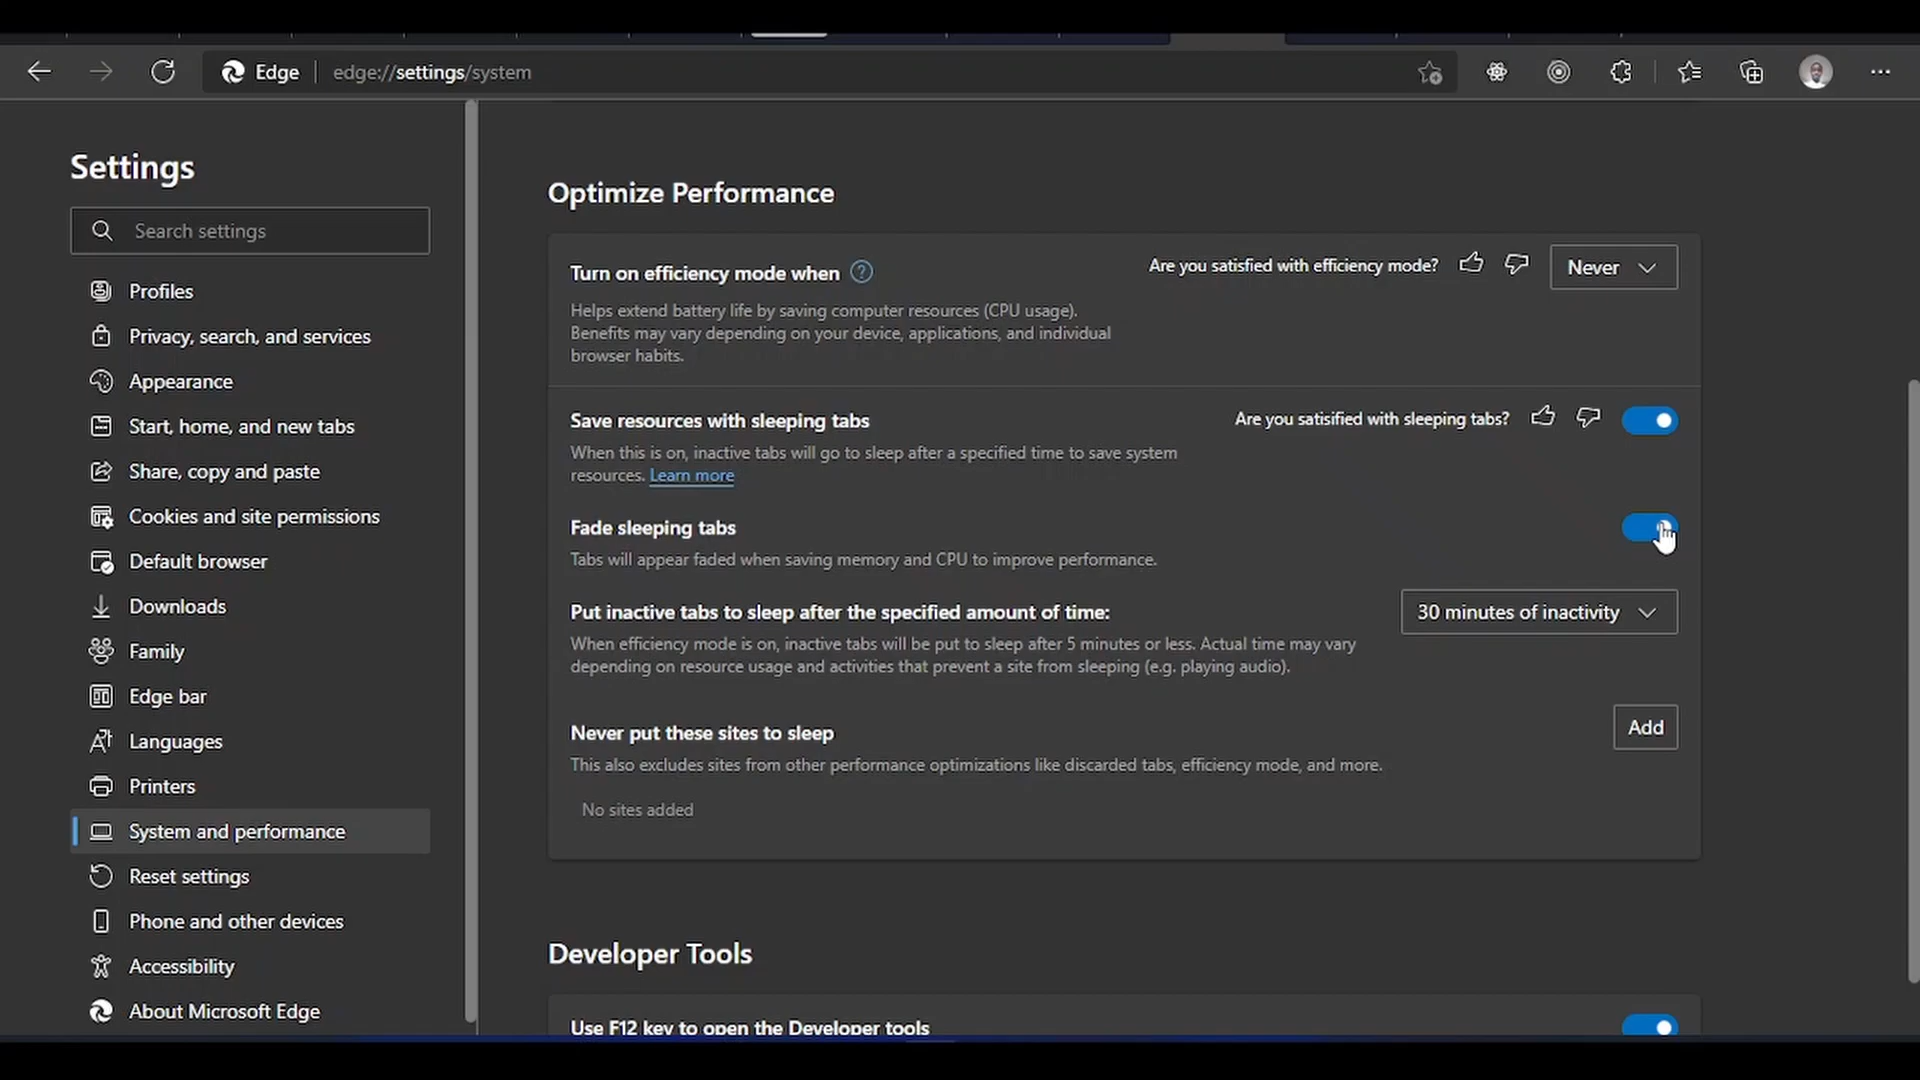 Edge
edge://settings/system
Settings
Search settings
Profiles
Privacy, search, and services
Appearance
Start, home, and new tabs
Share, copy and paste
Cookies and site permissions
Default browser
Downloads
Family
Edge bar
Languages
Printers
System and performance
Reset settings
Phone and other devices
Accessibility
About Microsoft Edge
Optimize Performance
Turn on efficiency mode when
Are you satisfied with efficiency mode?
Never
Helps extend battery life by saving computer resources (CPU usage).
Benefits may vary depending on your device, applications, and individual
browser habits.
Save resources with sleeping tabs
Are you satisified with sleeping tabs?
When this is on, inactive tabs will go to sleep after a specified time to save system
resources. Learn more
Fade sleeping tabs
Tabs will appear faded when saving memory and CPU to improve performance.
Put inactive tabs to sleep after the specified amount of time:
30 minutes of inactivity
When efficiency mode is on, inactive tabs will be put to sleep after 5 minutes or less. Actual time may vary
depending on resource usage and activities that prevent a site from sleeping (e.g. playing audio).
Never put these sites to sleep
Add
This also excludes sites from other performance optimizations like discarded tabs, efficiency mode, and more.
No sites added
Developer Tools
Use F12 key to open the Developer tools